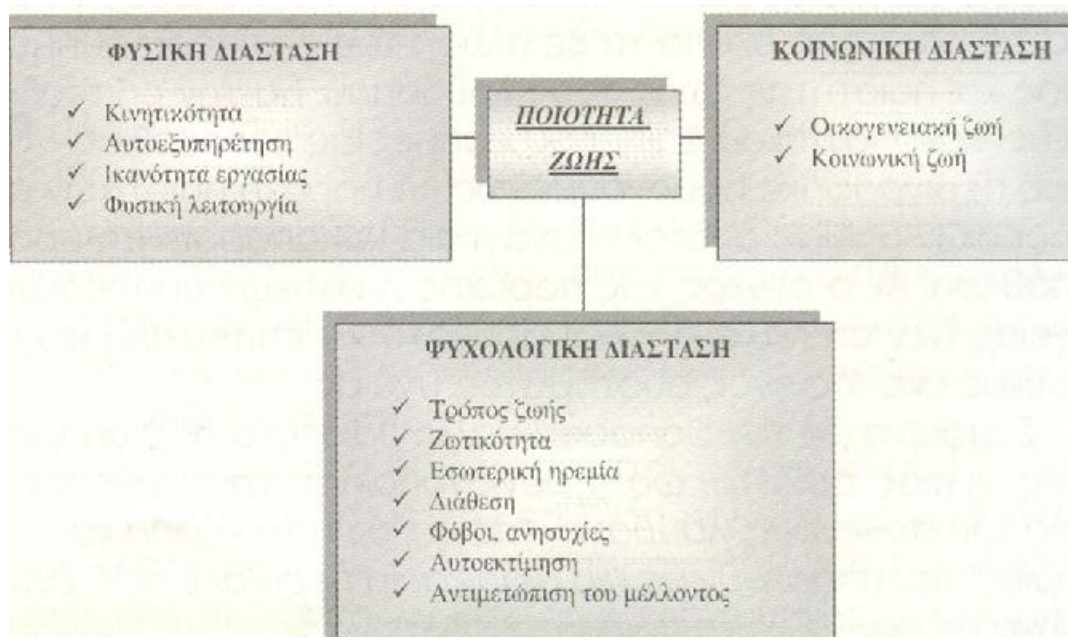 ΦΥΣΙΚΗ ΔΙΑΣΤΑΣΗ
✓ Κινητικότητα
✓ Αυτοεξυπηρέτηση
✓ Ικανότητα εργασίας
✓ Φυσική λειτουργία
ΠΟΙΟΤΗΤΑ
ΖΩΗΣ
ΚΟΙΝΩΝΙΚΗ ΔΙΑΣΤΑΣΗ
✓ Οικογενειακή ζωή
✓ Κοινωνική ζωή
ΨΥΧΟΛΟΓΙΚΗ ΔΙΑΣΤΑΣΗ
✓ Τρόπος ζωής
✓ Ζωτικότητα
✓ Εσωτερική ηρεμία
✓ Διάθεση
✓ Φόβοι, ανησυχίες
✓ Αυτοεκτίμηση
✓ Αντιμετώπιση του μέλλοντος